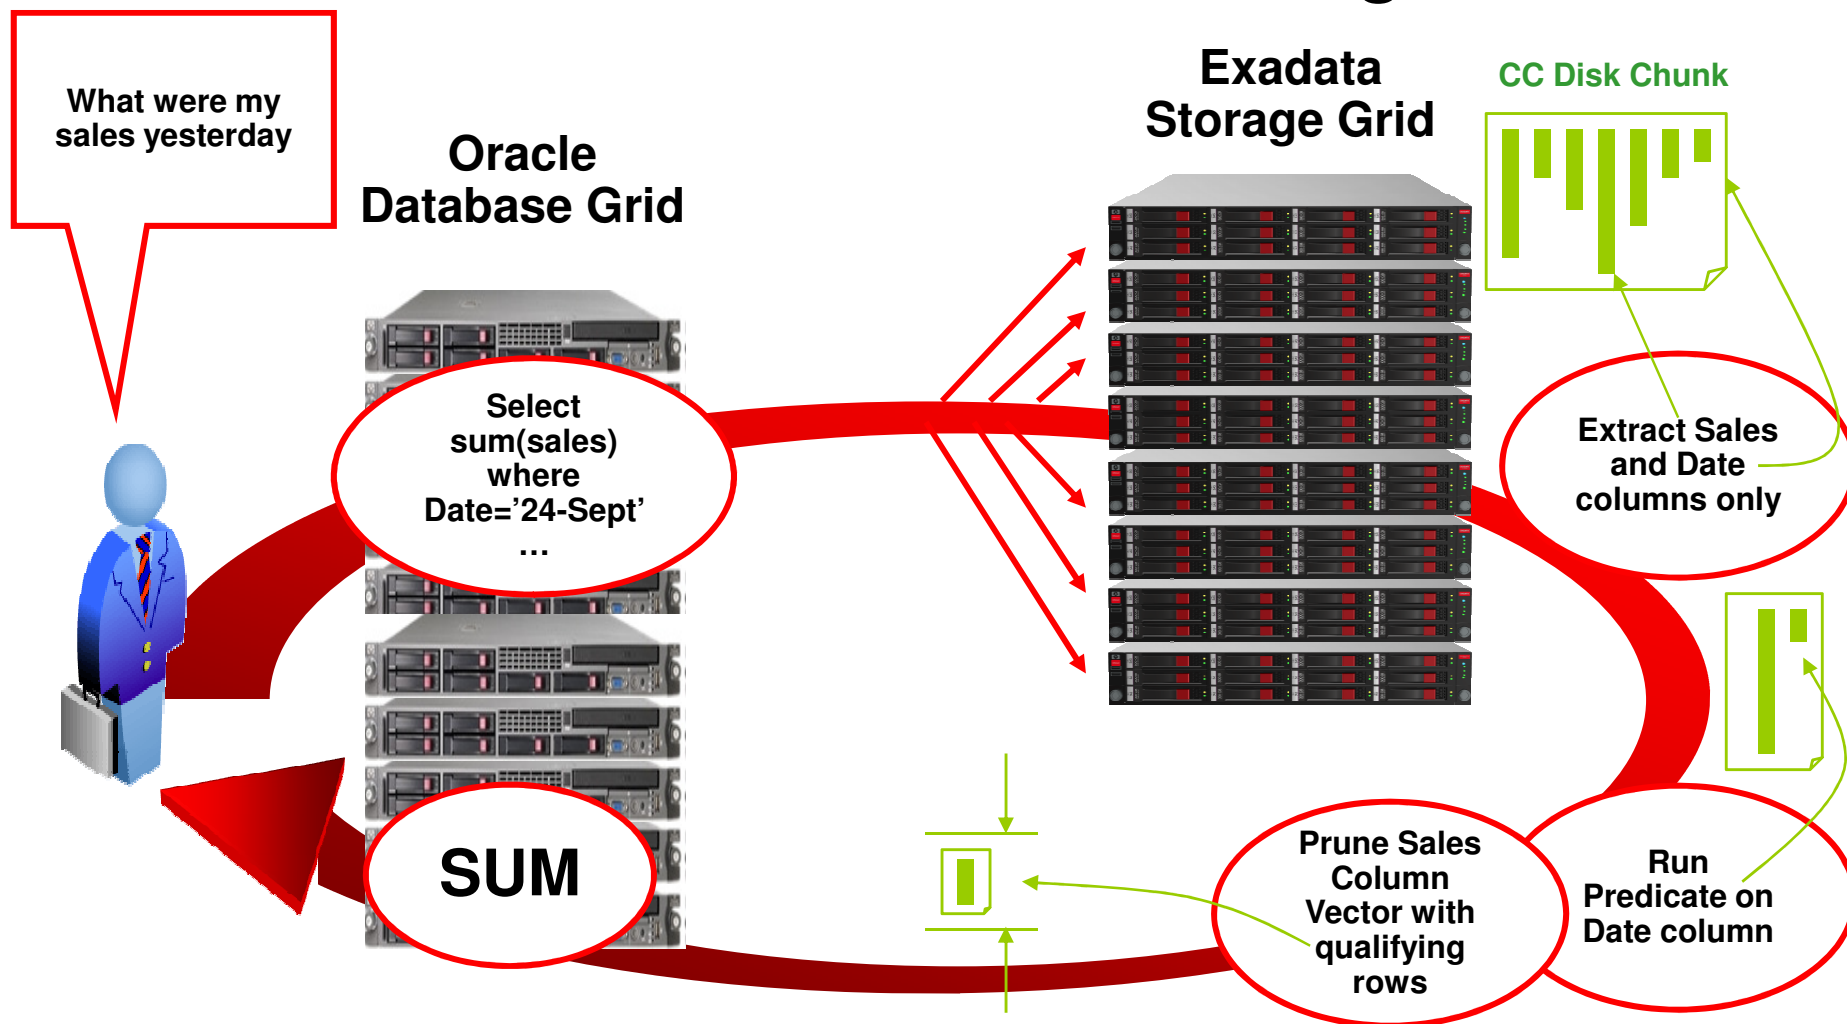 What were my
sales yesterday
Oracle
Database Grid
Exadata
Storage Grid
CC Disk Chunk
Select
sum(sales)
where
Date=’24-Sept’
…
Extract Sales
and Date
columns only
Run
Predicate on
Date column
Prune Sales
Column
Vector with
qualifying
rows
SUM